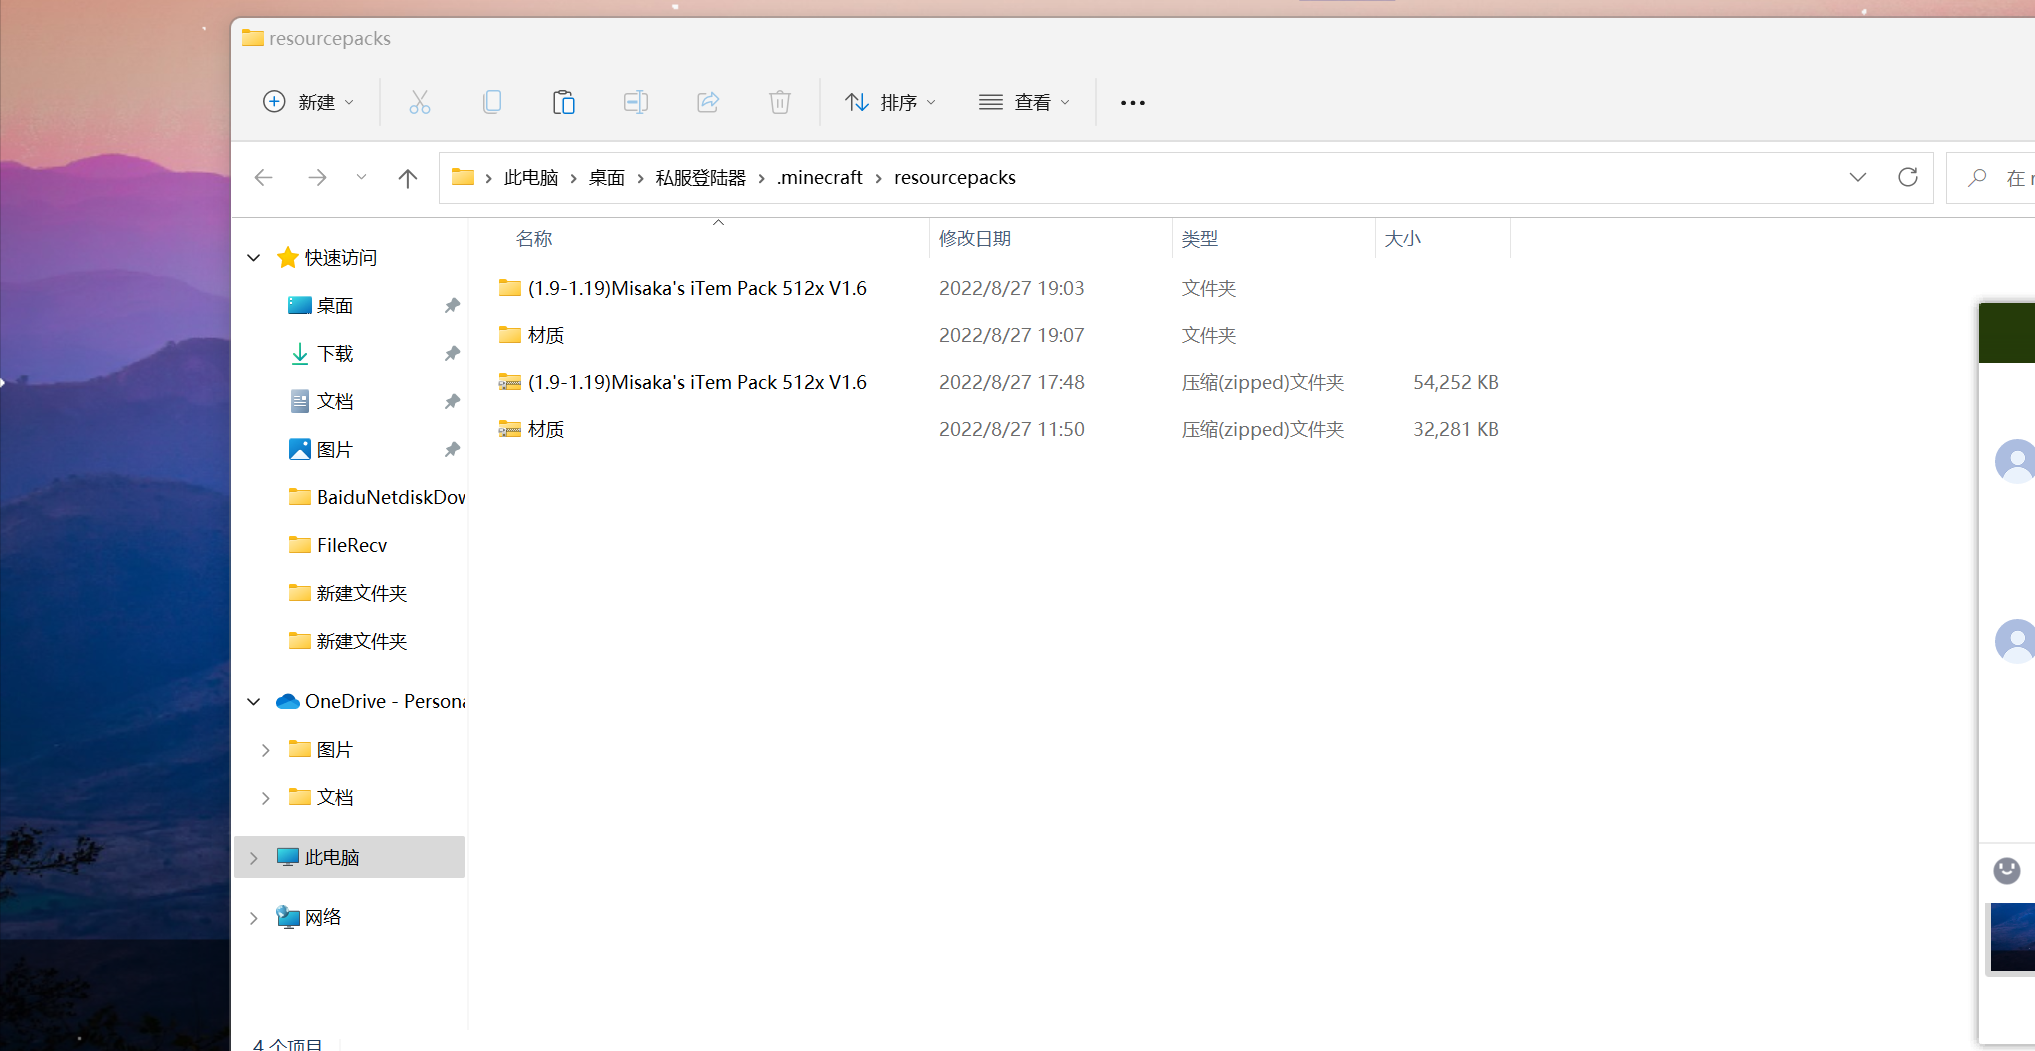 resourcepacks
新建
排序
查看
此电脑 > 桌面 > 私服登陆器 > .minecraft > resourcepacks
在 r
名称 修改日期 类型 大小
(1.9-1.19)Misaka's iTem Pack 512x V1.6 2022/8/27 19:03 文件夹
材质 2022/8/27 19:07 文件夹
(1.9-1.19)Misaka's iTem Pack 512x V1.6 2022/8/27 17:48 压缩(zipped)文件夹 54,252 KB
材质 2022/8/27 11:50 压缩(zipped)文件夹 32,281 KB
快速访问
桌面
下载
文档
图片
BaiduNetdiskDow
FileRecv
新建文件夹
新建文件夹
OneDrive - Persona
图片
文档
此电脑
网络
4 个项目